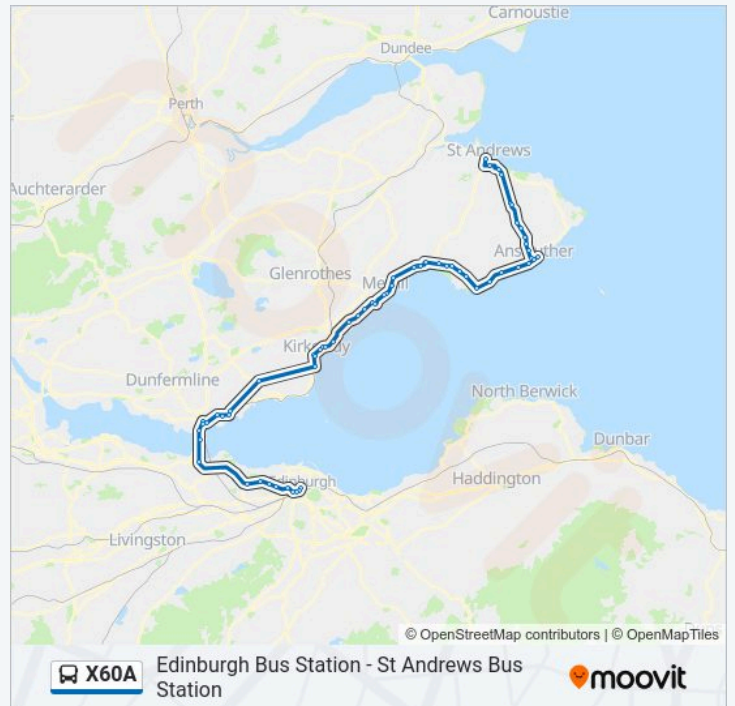 Carnoustie
Dundee
Perth
St Andrews
Auchterarder
Anstruther
Glenrothes
Kirkcaldy
Dunfermline
North Berwick
Dunbar
Edinburgh
Haddington
Livingston
© OpenStreetMap contributors | © OpenMapTiles
X60A
Edinburgh Bus Station - St Andrews Bus
Station
moovit